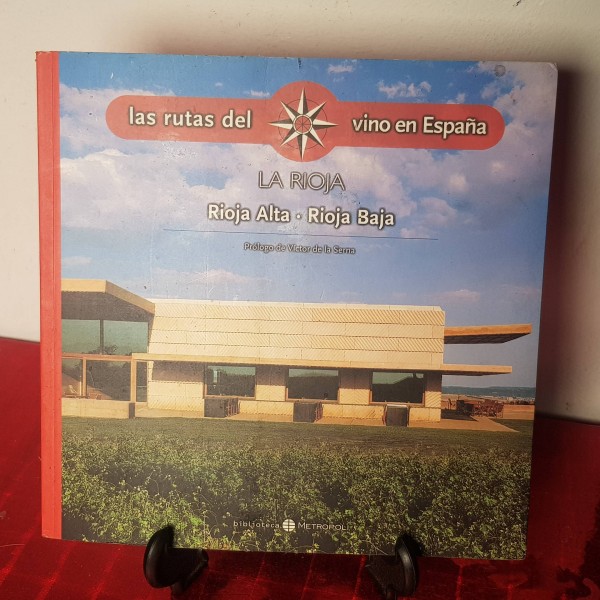 las rutas del vino en España
LA RIOJA
Rioja Alta · Rioja Baja
Prólogo de Víctor de la Serna
biblioteca METROPOLI